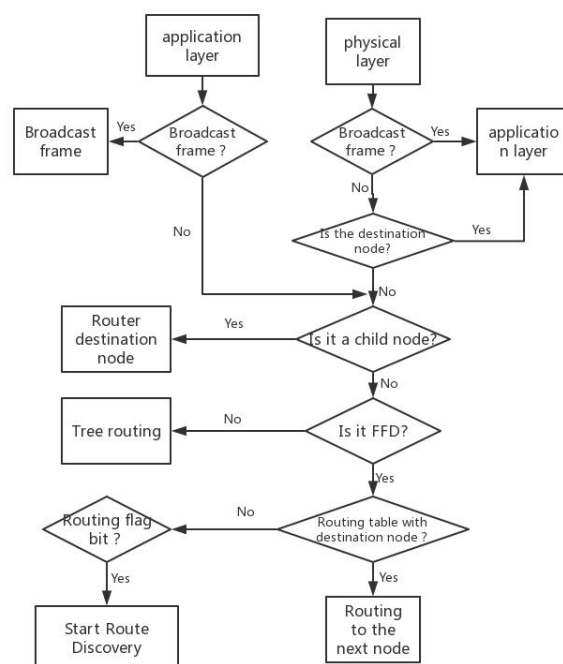 application
layer
physical
layer
Broadcast
frame
Yes
Broadcast
frame ?
Broadcast
frame ?
Yes
applicatio
n layer
No
No
Is the destination
node?
Yes
No
Router
destination
node
Yes
Is it a child node?
No
Tree routing
No
Is it FFD?
Yes
Routing flag
bit ?
No
Routing table with
destination node ?
Yes
Yes
Start Route
Discovery
Routing
to the
next node